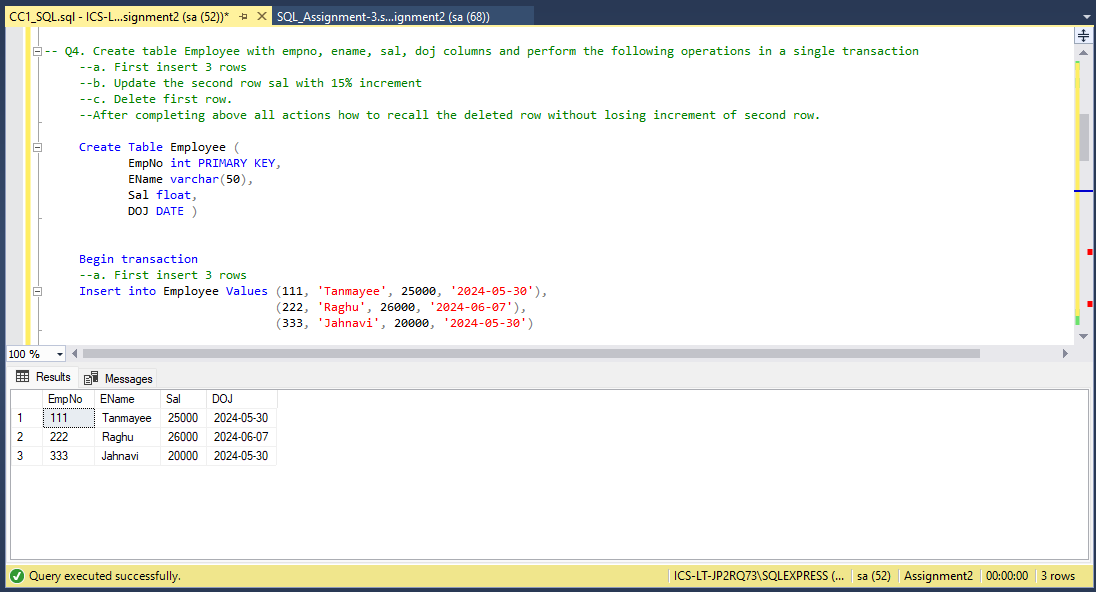 CC1_SQL.sql - ICS-L...signment2 (sa (52))* SQL_Assignment-3.s...ignment2 (sa (68))
-- Q4. Create table Employee with empno, ename, sal, doj columns and perform the following operations in a single transaction
--a. First insert 3 rows
--b. Update the second row sal with 15% increment
--c. Delete first row.
--After completing above all actions how to recall the deleted row without losing increment of second row.
Create Table Employee (
EmpNo int PRIMARY KEY,
EName varchar(50),
Sal float,
DOJ DATE )
Begin transaction
--a. First insert 3 rows
Insert into Employee Values (111, 'Tanmayee', 25000, '2024-05-30'),
(222, 'Raghu', 26000, '2024-06-07'),
(333, 'Jahnavi', 20000, '2024-05-30')
100 %
Results Messages
EmpNo EName Sal DOJ
1 111 Tanmayee 25000 2024-05-30
2 222 Raghu 26000 2024-06-07
3 333 Jahnavi 20000 2024-05-30
Query executed successfully. ICS-LT-JP2RQ73\SQLEXPRESS (... sa (52) Assignment2 00:00:00 3 rows